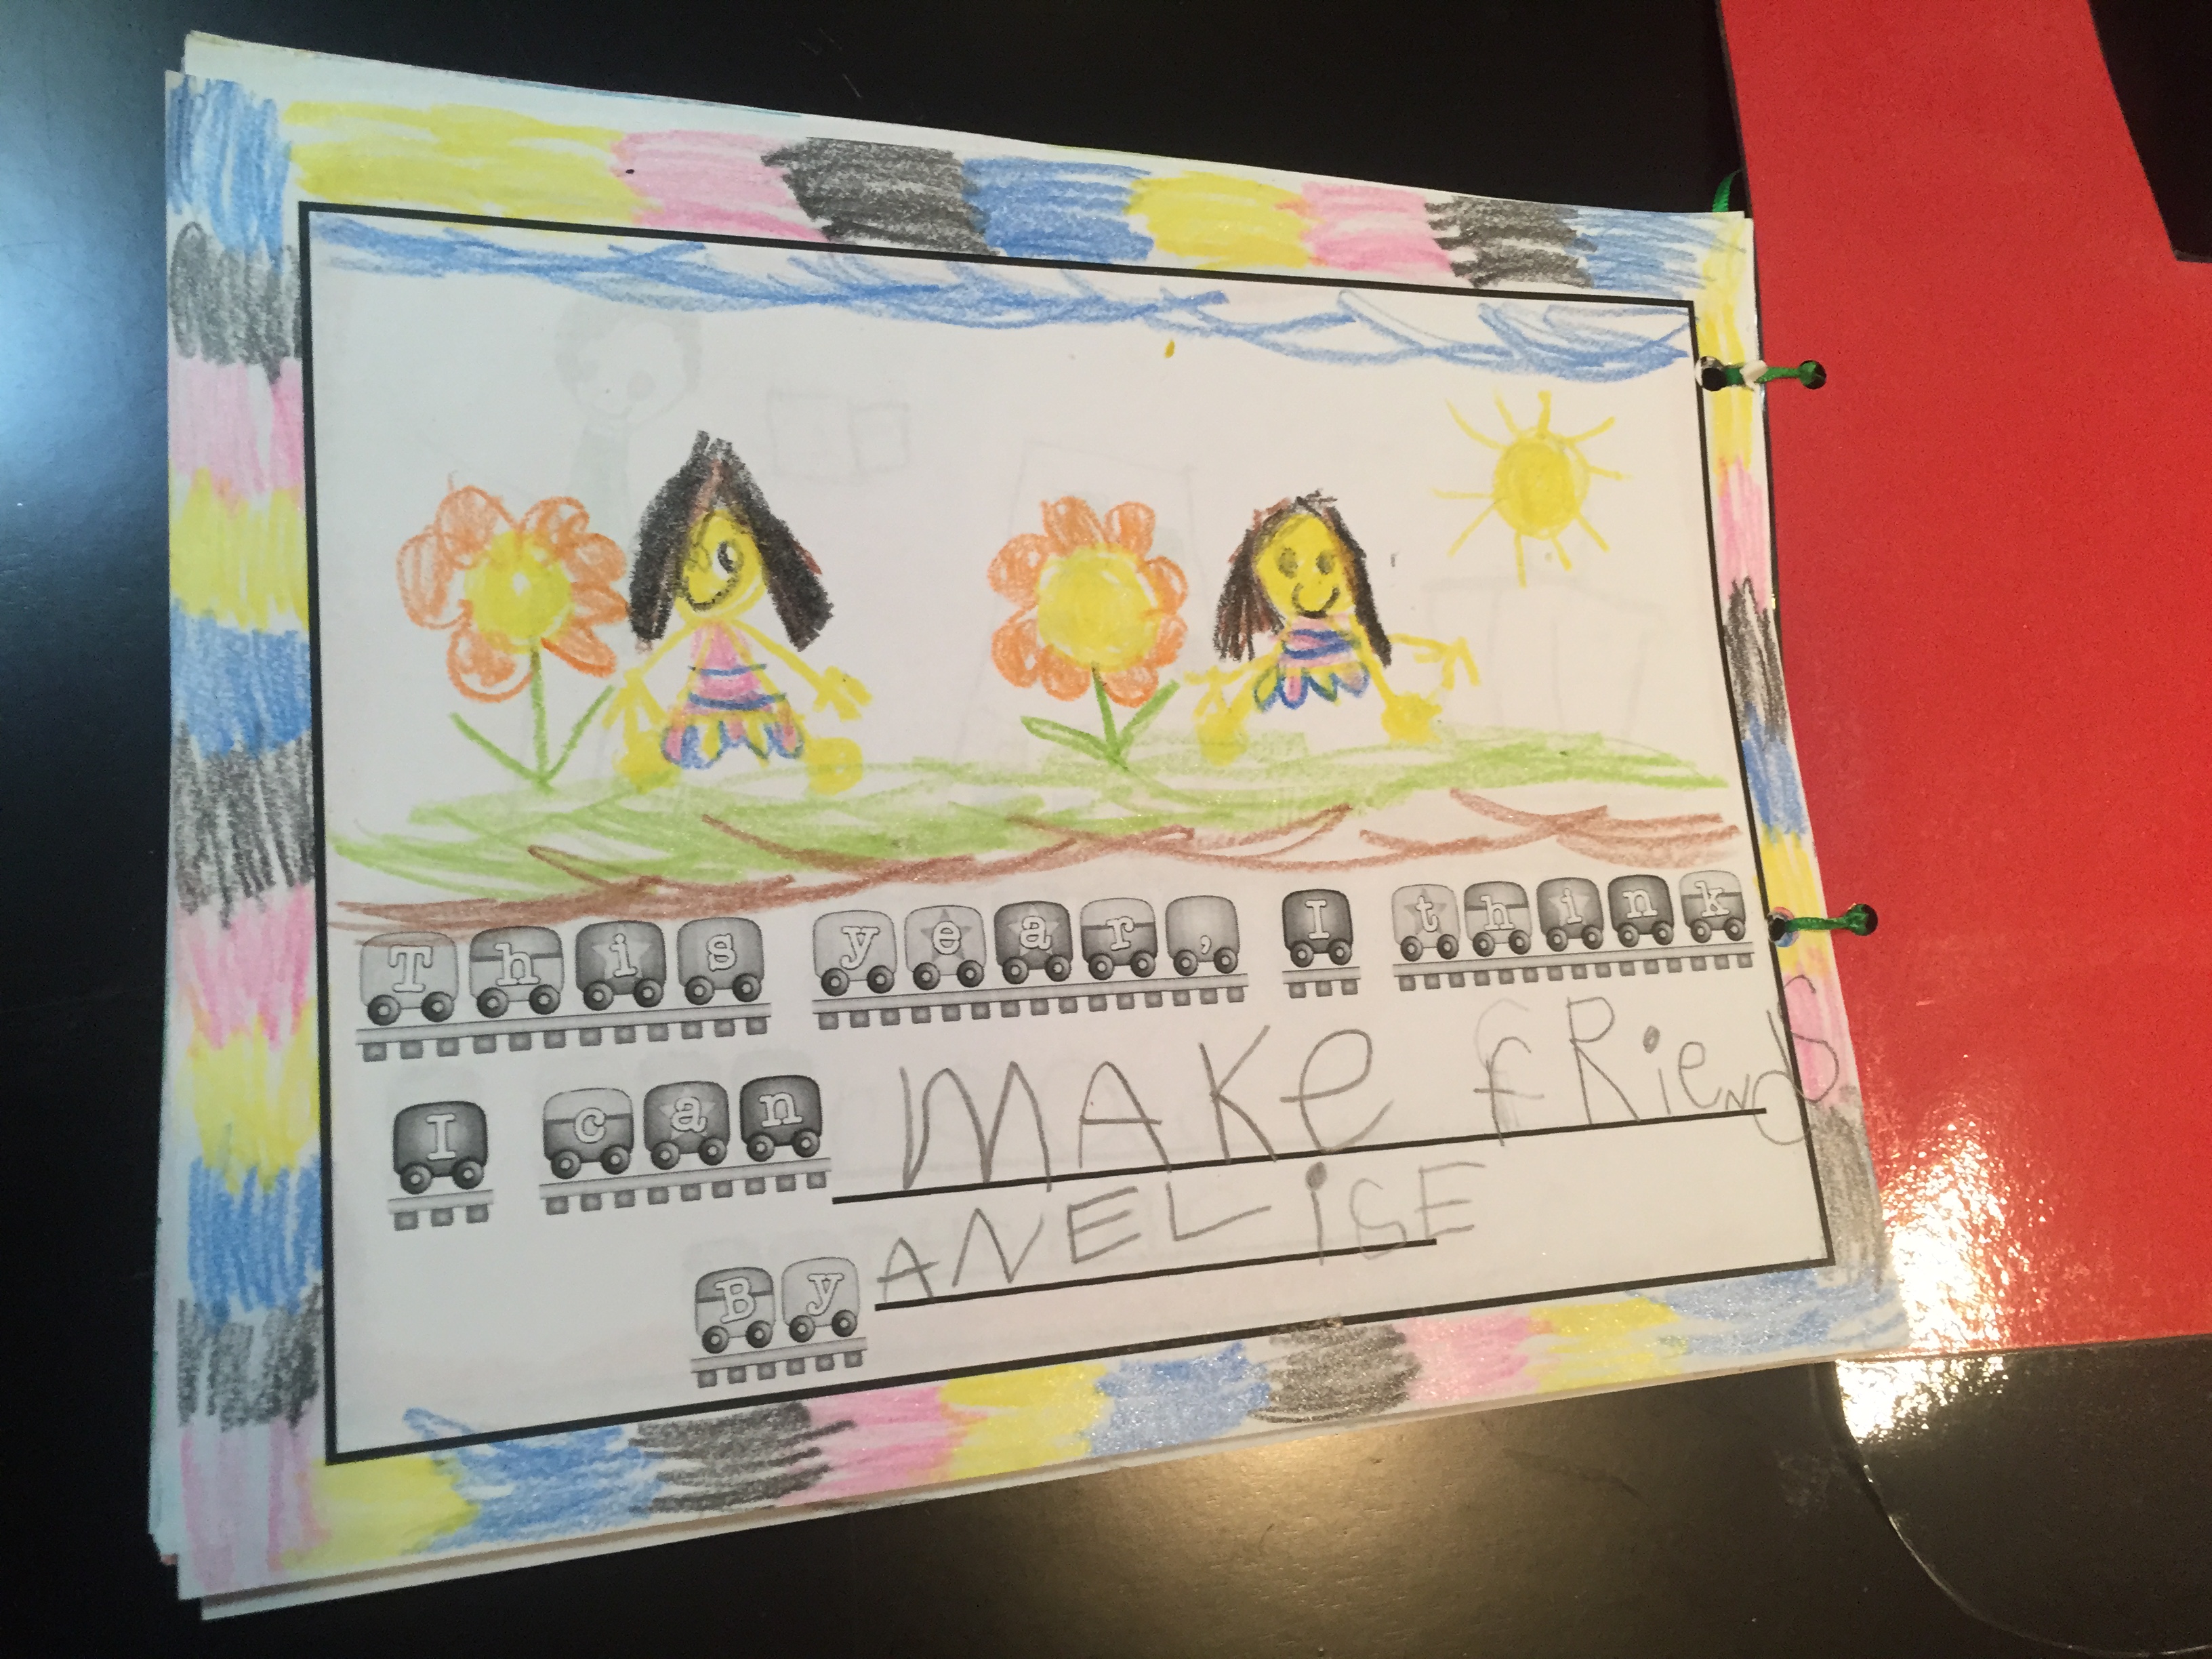 This year, I think
I can MAKe fRieNdS
By ANELiSE